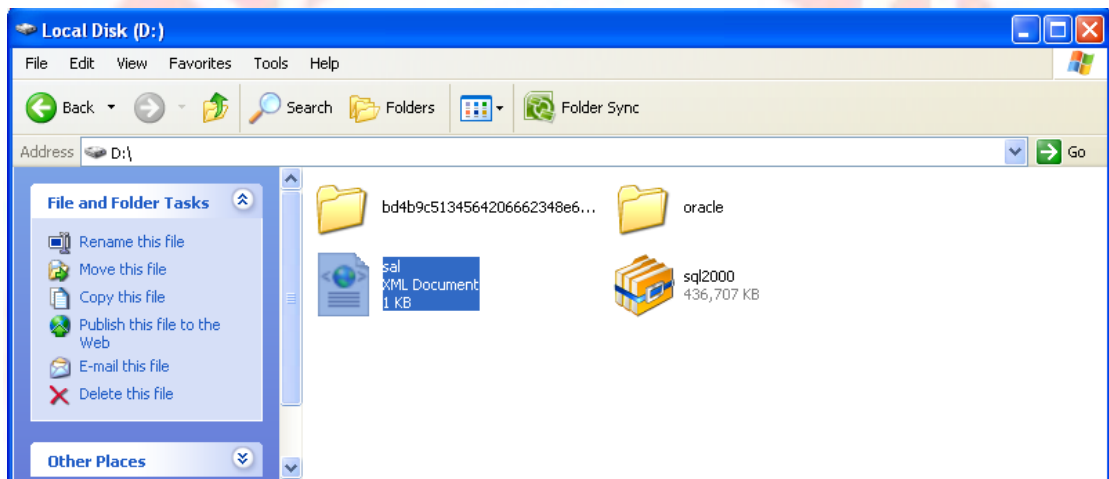 Local Disk (D:)
File Edit View Favorites Tools Help
Back Search Folders Folder Sync
Address D:\ Go
File and Folder Tasks
Rename this file
Move this file
Copy this file
Publish this file to the
Web
E-mail this file
Delete this file
Other Places
bd4b9c5134564206662348e6... oracle
sal
XML Document
1 KB
sql2000
436,707 KB